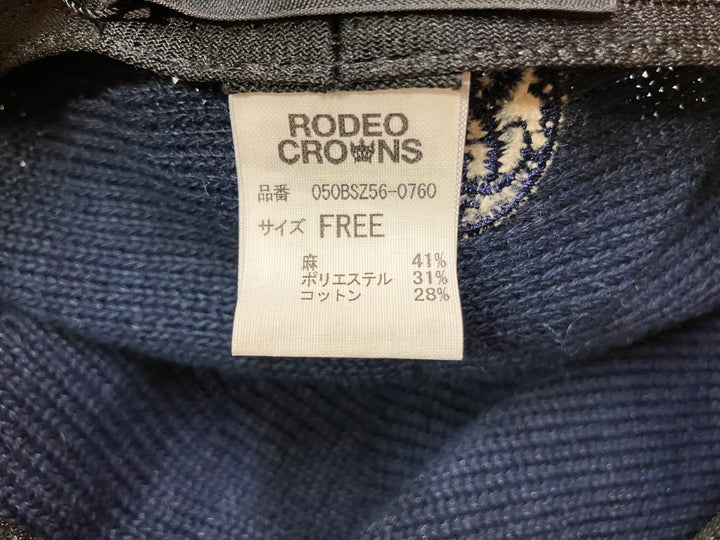 RODEO
CROWNS
品番 050BSZ56-0760
サイズ FREE
麻 41%
ポリエステル 31%
コットン 28%